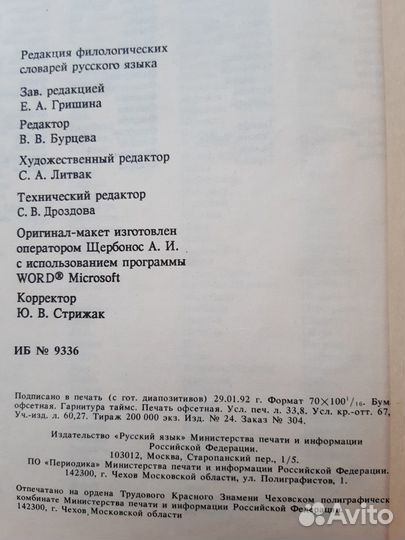 Редакция филологических
словарей русского языка
Зав. редакцией
Е. А. Гришина
Редактор
В. В. Бурцева
Художественный редактор
С. А. Литвак
Технический редактор
С. В. Дроздова
Оригинал-макет изготовлен
оператором Щербонос А. И.
с использованием программы
WORD® Microsoft
Корректор
Ю. В. Стрижак
ИБ № 9336
Подписано в печать (с гот. диапозитивов) 29.01.92 г. Формат 70×100¹/₁₆. Бум.
офсетная. Гарнитура таймс. Печать офсетная. Усл. печ. л. 33,8. Усл. кр.-отт. 67,
Уч.-изд. л. 60,27. Тираж 200 000 экз. Изд. № 24. Заказ № 304.
Издательство «Русский язык» Министерства печати и информации
Российской Федерации.
103012, Москва, Старопанский пер., 1/5.
ПО «Периодика» Министерства печати и информации Российской Федерации.
142300, г. Чехов Московской области, ул. Полиграфистов, 1.
Отпечатано на ордена Трудового Красного Знамени Чеховском полиграфичес
комбинате Министерства печати и информации Российской Федерации
142300, г. Чехов Московской области
Avito